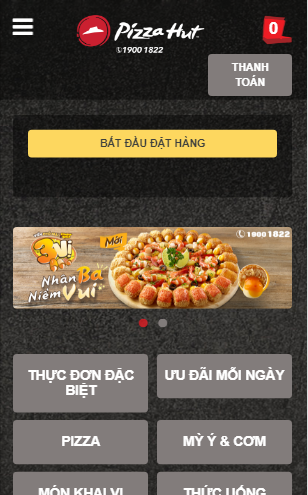 Pizza Hut
1900 1822
0
THANH
TOÁN
BẮT ĐẦU ĐẶT HÀNG
Mới
1900 1822
3 Vị
Nhân Ba
Niềm Vui
THỰC ĐƠN ĐẶC
BIỆT
ƯU ĐÃI MỖI NGÀY
PIZZA
MỲ Ý & CƠM
MÓN KHAI VỊ
THỨC UỐNG